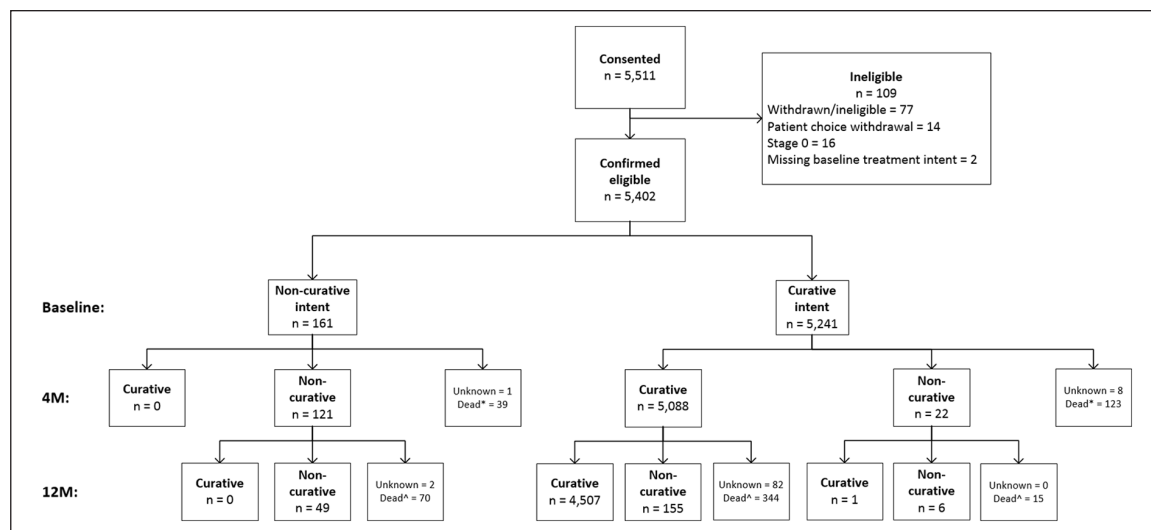 Consented
n = 5,511
Ineligible
n = 109
Withdrawn/ineligible = 77
Patient choice withdrawal = 14
Stage 0 = 16
Missing baseline treatment intent = 2
Confirmed
eligible
n = 5,402
Baseline:
Non-curative
intent
n = 161
Curative
intent
n = 5,241
4M:
Curative
n = 0
Non-
curative
n = 121
Unknown = 1
Dead* = 39
Curative
n = 5,088
Non-
curative
n = 22
Unknown = 8
Dead* = 123
12M:
Curative
n = 0
Non-
curative
n = 49
Unknown = 2
Dead^ = 70
Curative
n = 4,507
Non-
curative
n = 155
Unknown = 82
Dead^ = 344
Curative
n = 1
Non-
curative
n = 6
Unknown = 0
Dead^ = 15